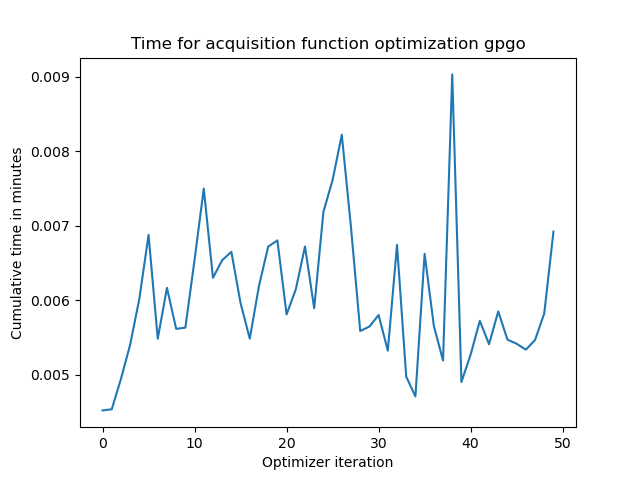 Time for acquisition function optimization gpgo
0.009
0.008
0.007
0.006
0.005
Cumulative time in minutes
0 10 20 30 40 50
Optimizer iteration